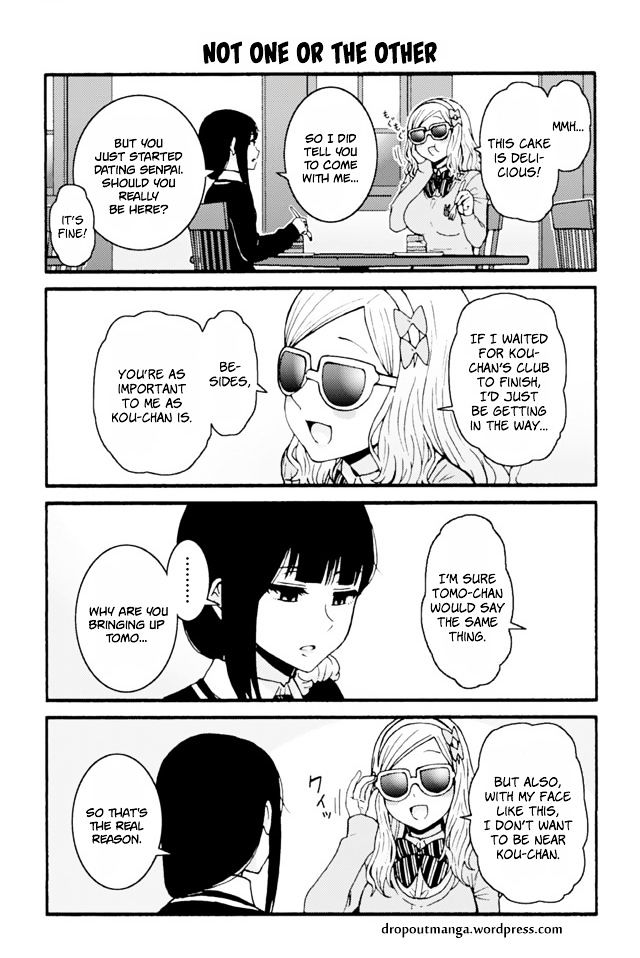 NOT ONE OR THE OTHER
MMH...
THIS CAKE
IS DELI-
CIOUS!
SO I DID
TELL YOU
TO COME
WITH ME...
BUT YOU
JUST STARTED
DATING SENPAI.
SHOULD YOU
REALLY
BE HERE?
IT'S
FINE!
IF I WAITED
FOR KOU-
CHAN'S CLUB
TO FINISH,
I'D JUST
BE GETTING
IN THE WAY...
BE-
SIDES,
YOU'RE AS
IMPORTANT
TO ME AS
KOU-CHAN IS.
I'M SURE
TOMO-CHAN
WOULD SAY
THE SAME
THING.
........
WHY ARE YOU
BRINGING UP
TOMO...
BUT ALSO,
WITH MY FACE
LIKE THIS,
I DON'T WANT
TO BE NEAR
KOU-CHAN.
クイッ
SO THAT'S
THE REAL
REASON.
dropoutmanga.wordpress.com